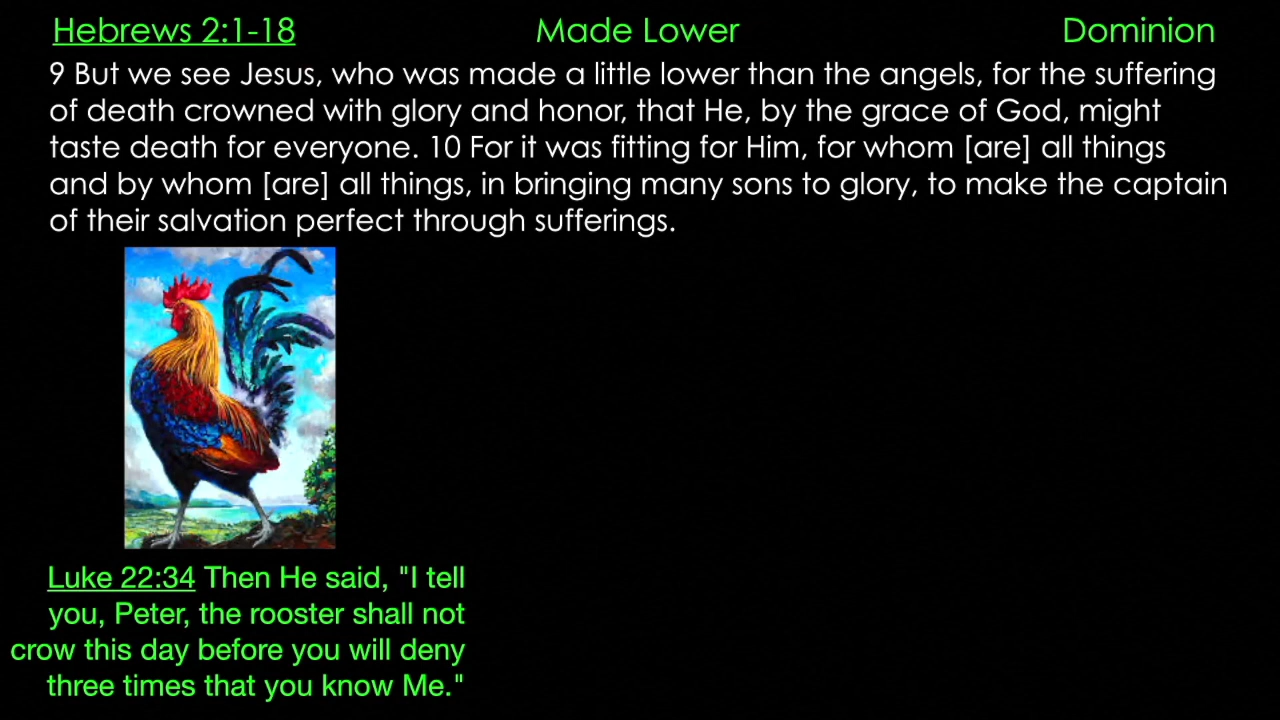 Hebrews 2:1-18 Made Lower Dominion
9 But we see Jesus, who was made a little lower than the angels, for the suffering
of death crowned with glory and honor, that He, by the grace of God, might
taste death for everyone. 10 For it was fitting for Him, for whom [are] all things
and by whom [are] all things, in bringing many sons to glory, to make the captain
of their salvation perfect through sufferings.
Luke 22:34 Then He said, "I tell
you, Peter, the rooster shall not
crow this day before you will deny
three times that you know Me."